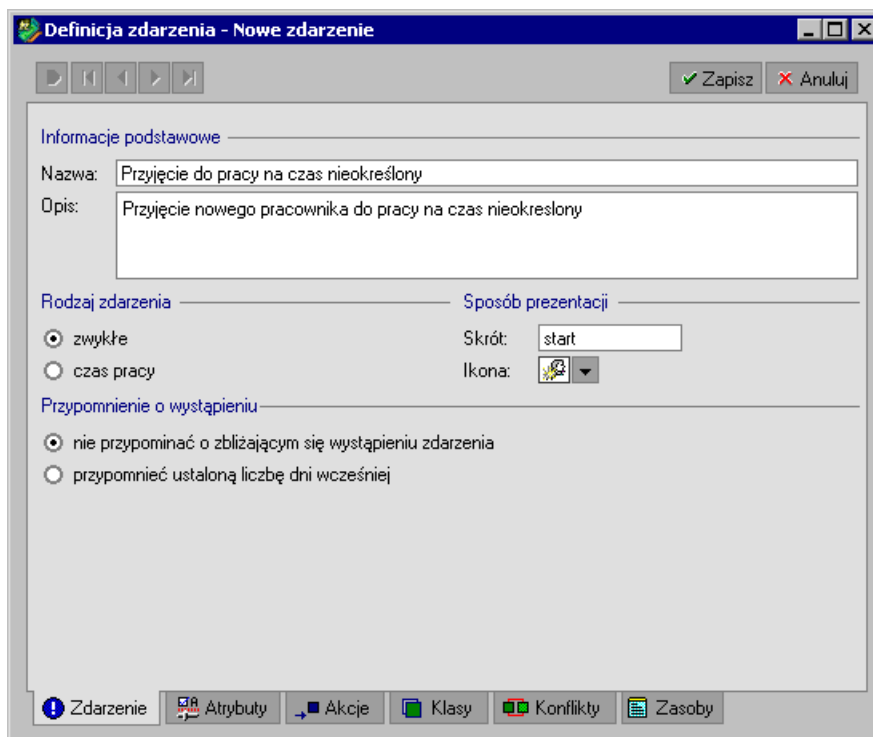 Definicja zdarzenia - Nowe zdarzenie
Zapisz Anuluj
Informacje podstawowe
Nazwa: Przyjęcie do pracy na czas nieokreślony
Opis: Przyjęcie nowego pracownika do pracy na czas nieokreslony
Rodzaj zdarzenia Sposób prezentacji
zwykłe Skrót: start
czas pracy Ikona:
Przypomnienie o wystąpieniu
nie przypominać o zbliżającym się wystąpieniu zdarzenia
przypomnieć ustaloną liczbę dni wcześniej
Zdarzenie Atrybuty Akcje Klasy Konflikty Zasoby